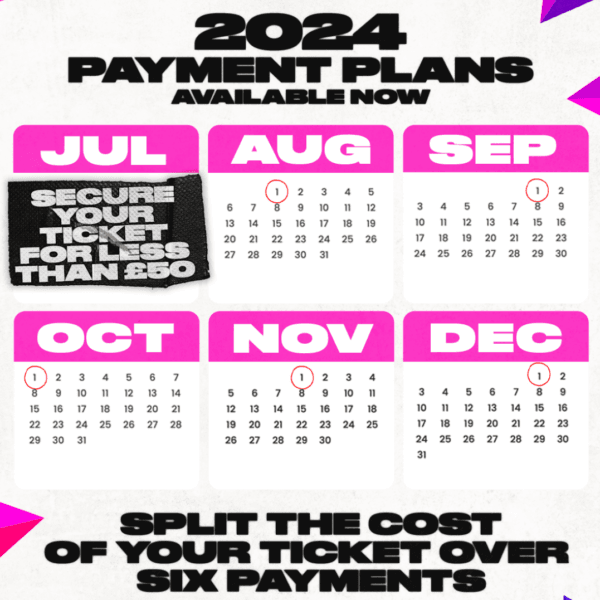 2024
PAYMENT PLANS
AVAILABLE NOW
JUL
SECURE
YOUR
TICKET
FOR LESS
THAN £50
AUG
1 2 3 4 5
6 7 8 9 10 11 12
13 14 15 16 17 18 19
20 21 22 23 24 25 26
27 28 29 30 31
SEP
1 2
3 4 5 6 7 8 9
10 11 12 13 14 15 16
17 18 19 20 21 22 23
24 25 26 27 28 29 30
OCT
1 2 3 4 5 6 7
8 9 10 11 12 13 14
15 16 17 18 19 20 21
22 23 24 25 26 27 28
29 30 31
NOV
1 2 3 4
5 6 7 8 9 10 11
12 13 14 15 16 17 18
19 20 21 22 23 24 25
26 27 28 29 30
DEC
1 2
3 4 5 6 7 8 9
10 11 12 13 14 15 16
17 18 19 20 21 22 23
24 25 26 27 28 29 30
31
SPLIT THE COST
OF YOUR TICKET OVER
SIX PAYMENTS